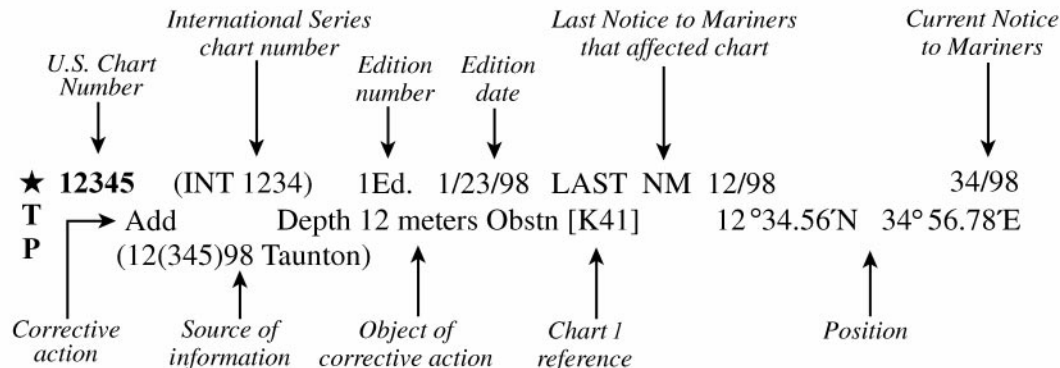 International Series
chart number
Last Notice to Mariners
that affected chart
Current Notice
to Mariners
U.S. Chart
Number
Edition
number
Edition
date
★ 12345 (INT 1234) 1Ed. 1/23/98 LAST NM 12/98 34/98
T Add Depth 12 meters Obstn [K41] 12°34.56′N 34°56.78′E
P (12(345)98 Taunton)
Corrective
action
Source of
information
Object of
corrective action
Chart 1
reference
Position